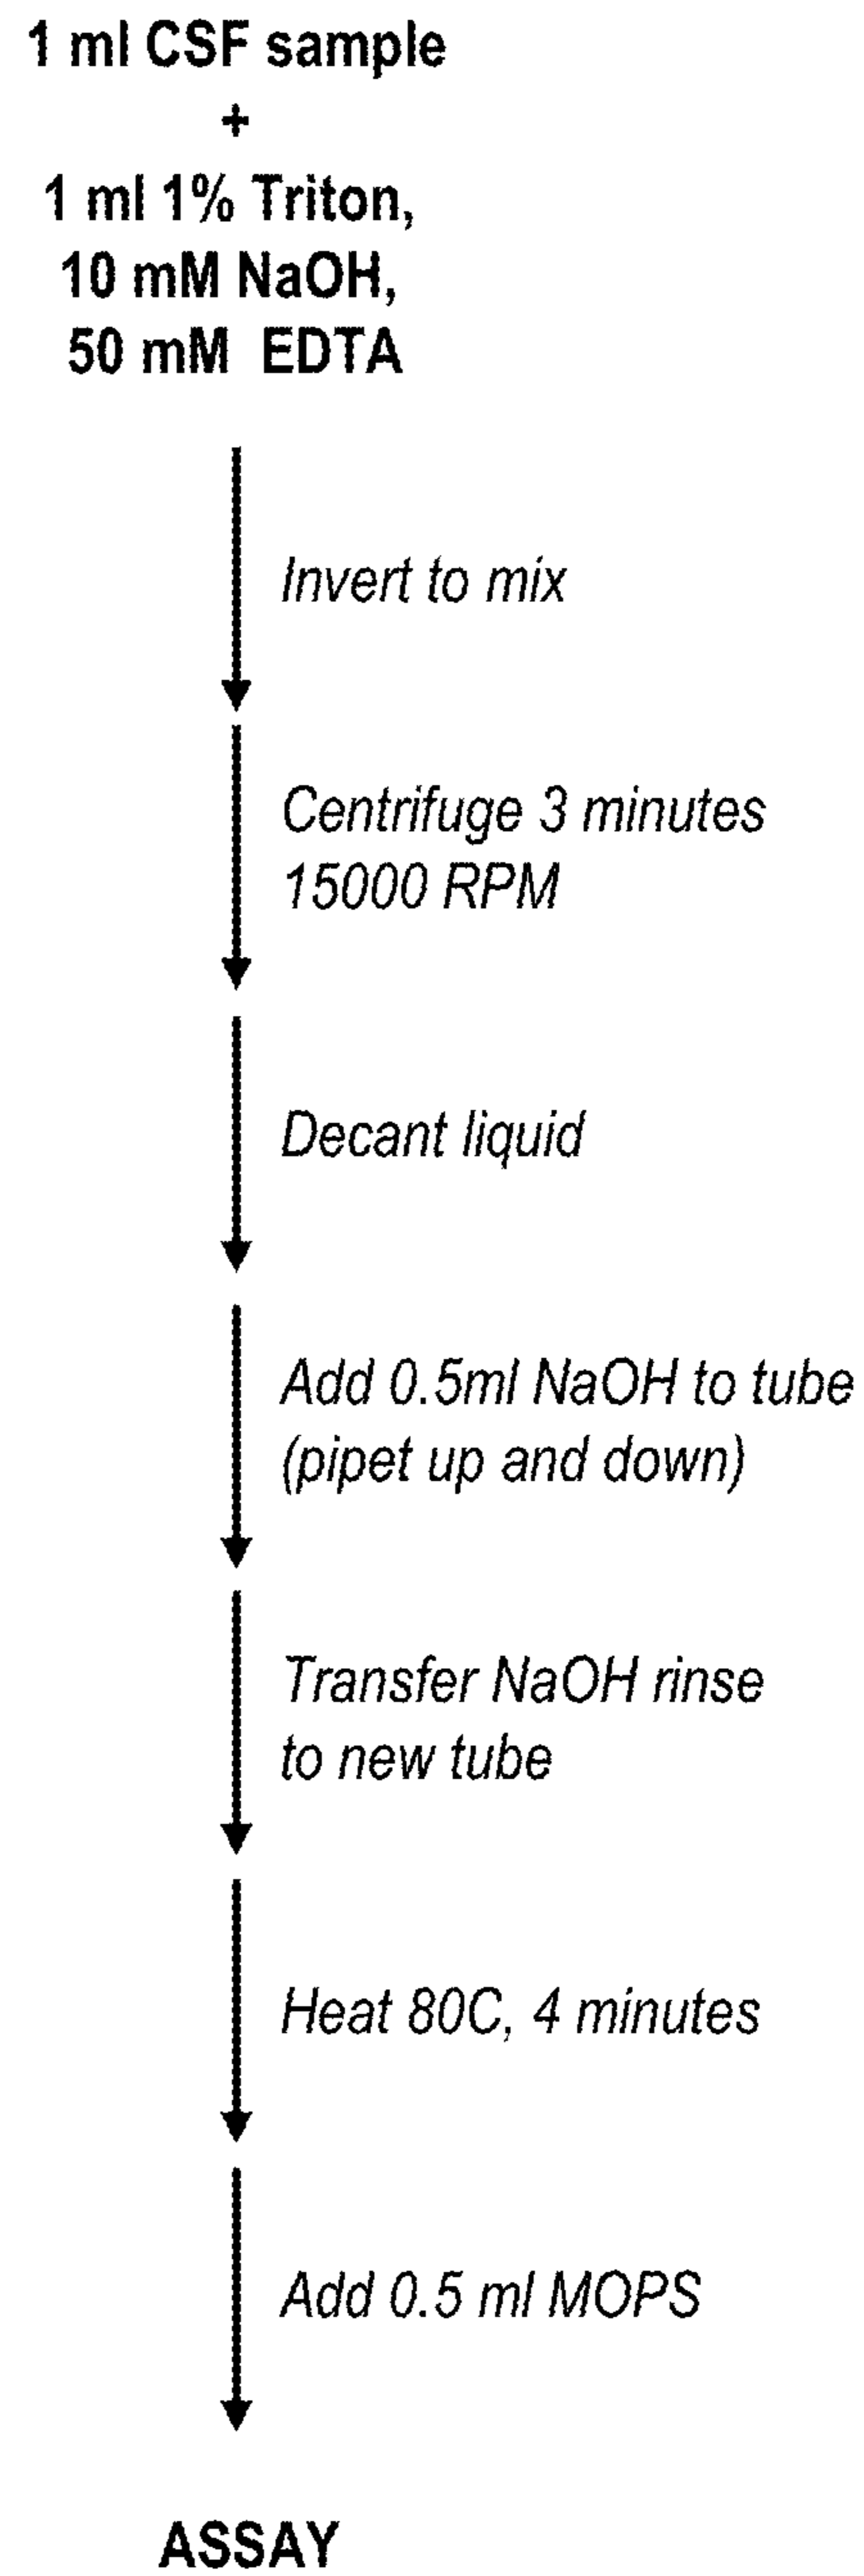 1 ml CSF sample
+
1 ml 1% Triton,
10 mM NaOH,
50 mM EDTA
Invert to mix
Centrifuge 3 minutes
15000 RPM
Decant liquid
Add 0.5ml NaOH to tube
(pipet up and down)
Transfer NaOH rinse
to new tube
Heat 80C, 4 minutes
Add 0.5 ml MOPS
ASSAY